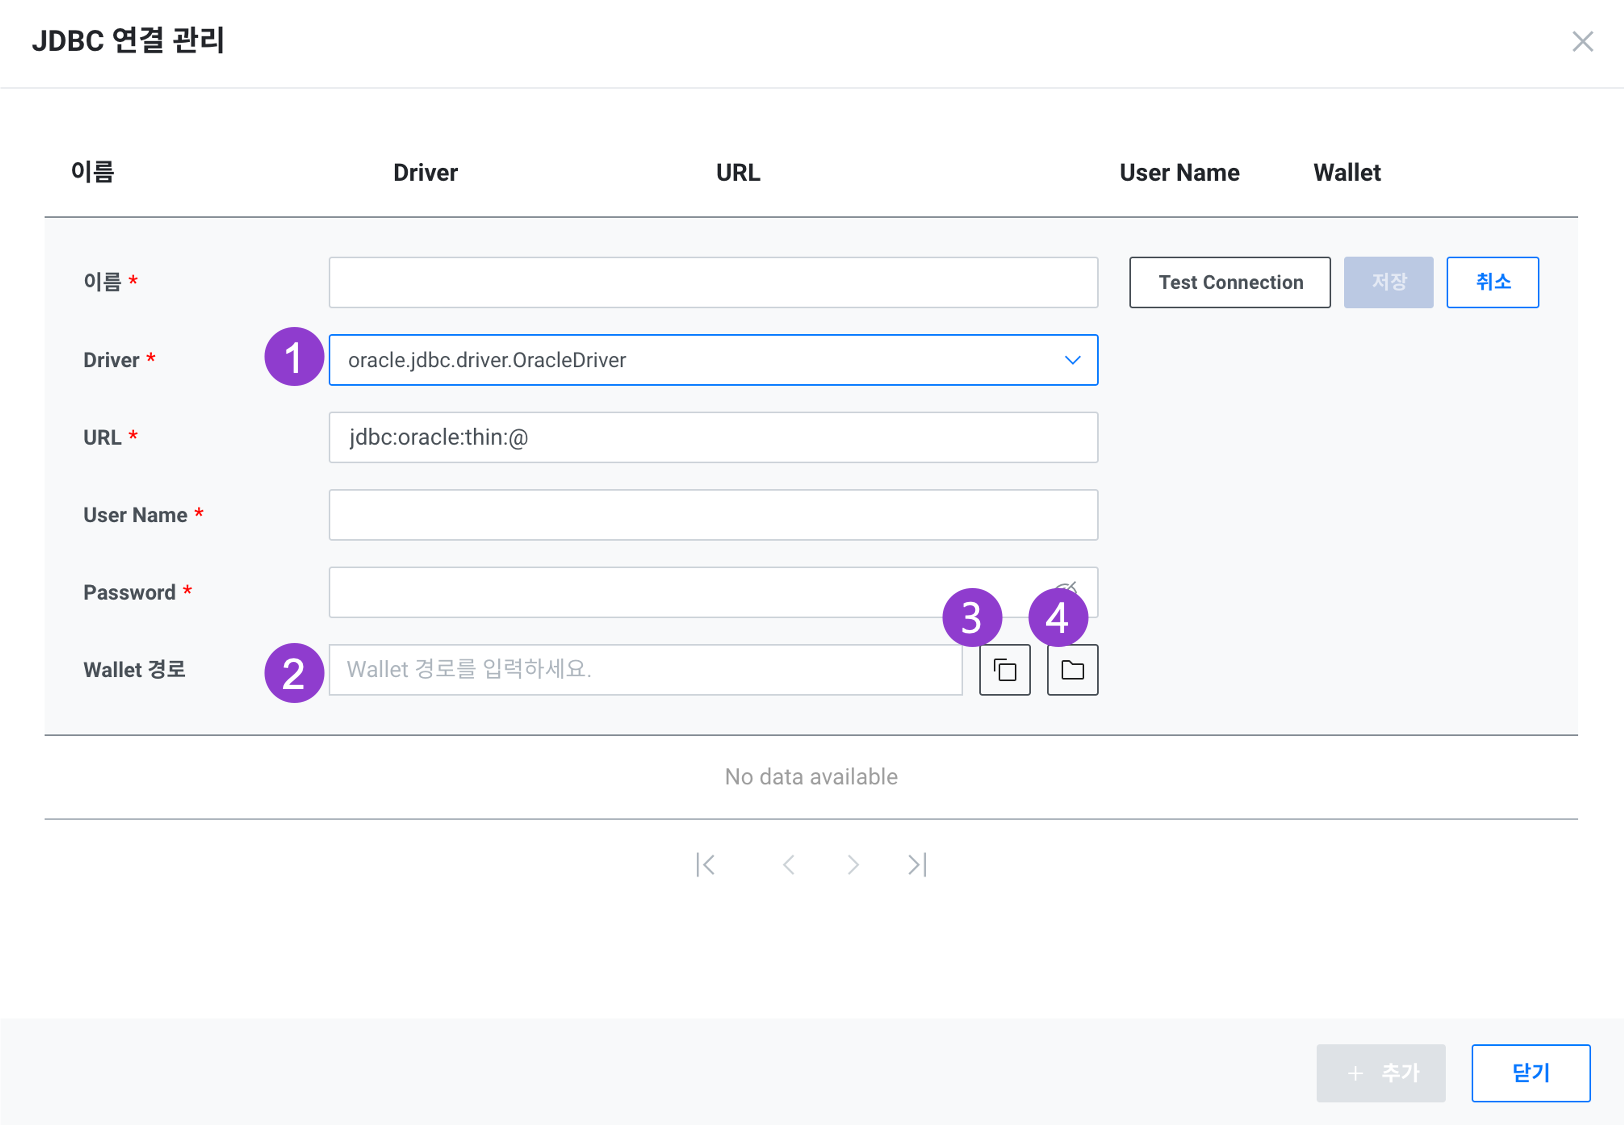 JDBC 연결 관리
이름 Driver URL User Name Wallet
이름 * Test Connection 저장 취소
Driver * 1 oracle.jdbc.driver.OracleDriver
URL * jdbc:oracle:thin:@
User Name *
Password *
3 4
Wallet 경로 2 Wallet 경로를 입력하세요.
No data available
+ 추가 닫기